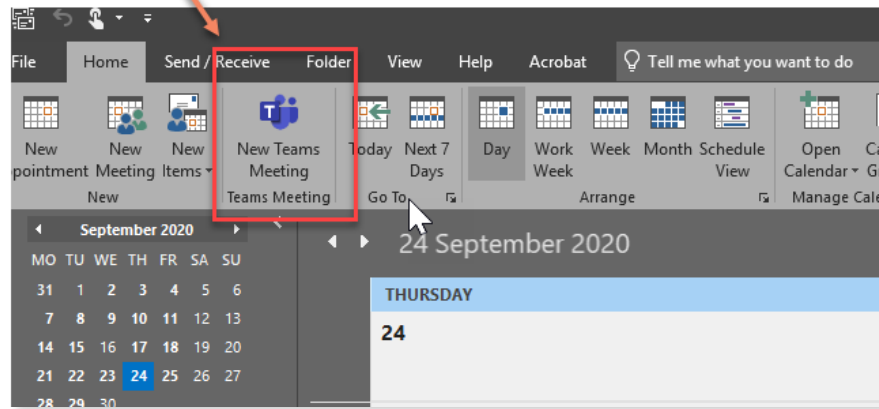 File Home Send / Receive Folder View Help Acrobat Tell me what you want to do
New New New New Teams Today Next 7 Day Work Week Month Schedule Open
Meeting Items Meeting Days Week View Calendar
New Teams Meeting Go To Arrange Manage
September 2020
24 September 2020
MO TU WE TH FR SA SU
31 1 2 3 4 5 6
THURSDAY
7 8 9 10 11 12 13
24
14 15 16 17 18 19 20
21 22 23 24 25 26 27
28 29 30